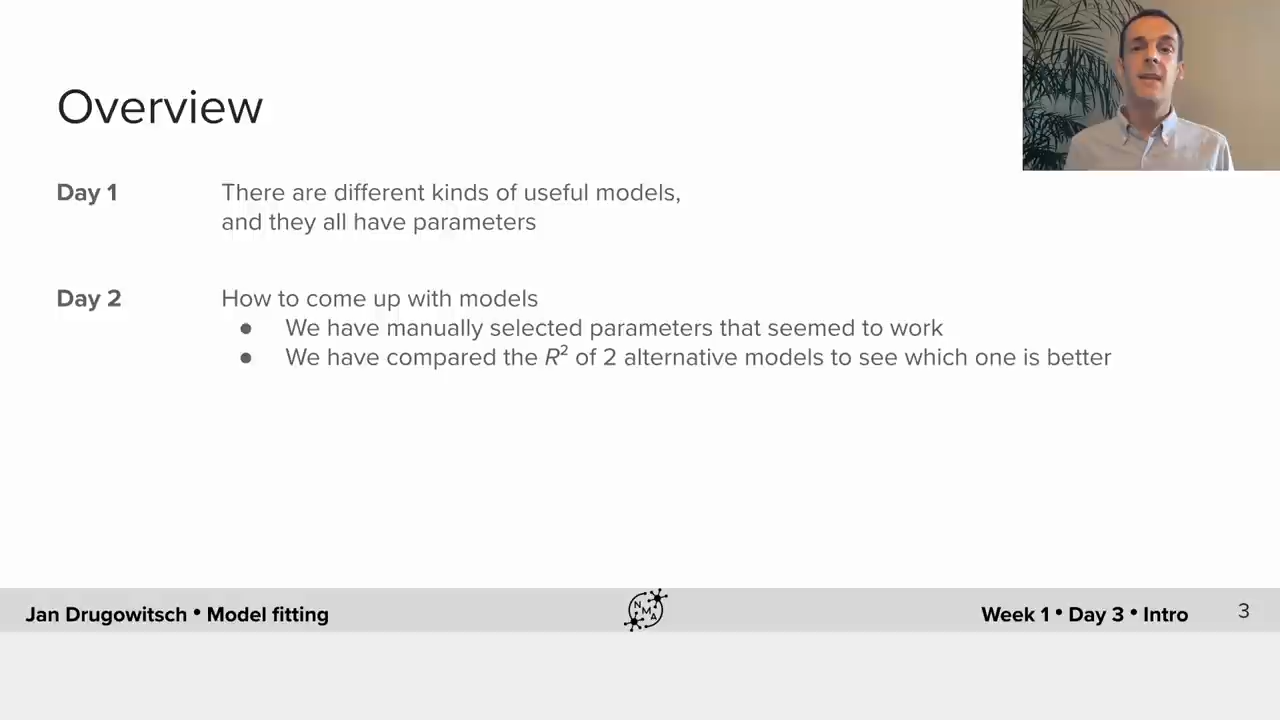 Overview
Day 1 There are different kinds of useful models,
and they all have parameters
Day 2 How to come up with models
● We have manually selected parameters that seemed to work
● We have compared the R² of 2 alternative models to see which one is better
Jan Drugowitsch • Model fitting
N
M
A
Week 1 • Day 3 • Intro
3